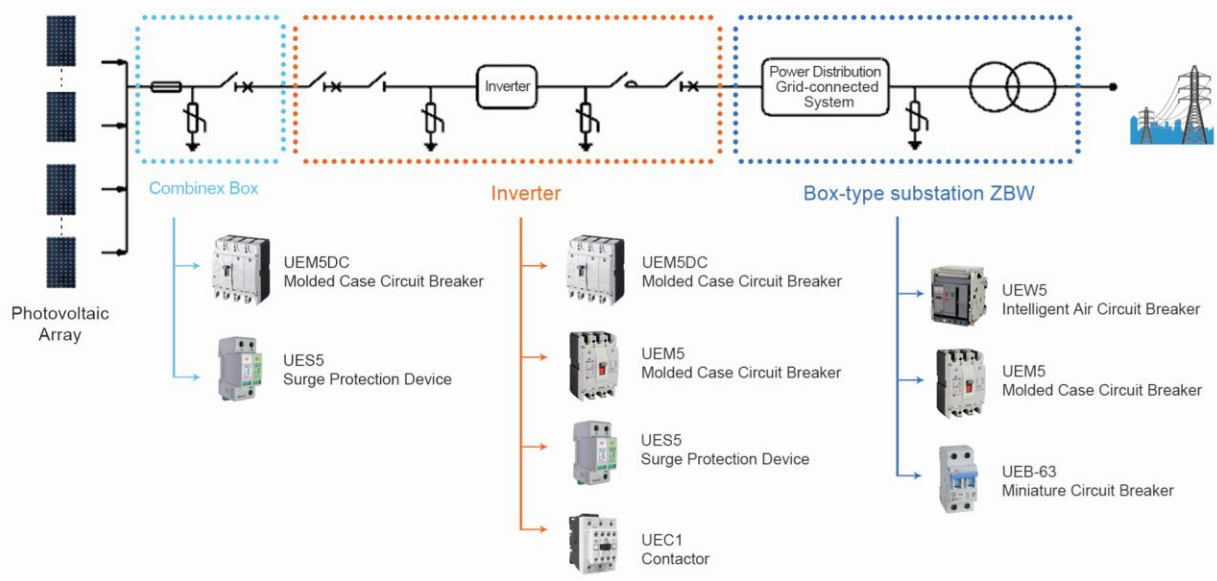 Inverter
Power Distribution
Grid-connected
System
Combinex Box
Inverter
Box-type substation ZBW
Photovoltaic
Array
UEM5DC
Molded Case Circuit Breaker
UES5
Surge Protection Device
UEM5DC
Molded Case Circuit Breaker
UEM5
Molded Case Circuit Breaker
UES5
Surge Protection Device
UEC1
Contactor
UEW5
Intelligent Air Circuit Breaker
UEM5
Molded Case Circuit Breaker
UEB-63
Miniature Circuit Breaker